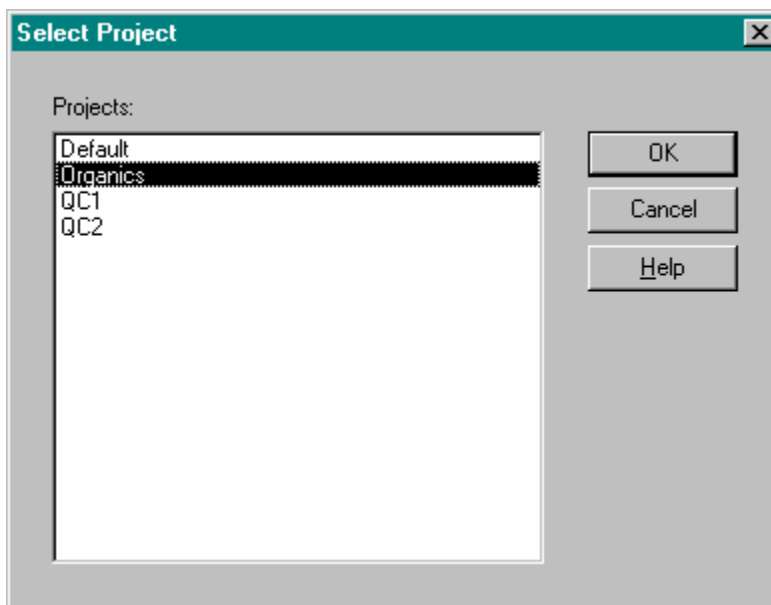 Select Project
Projects:
Default
Organics
QC1
QC2
OK
Cancel
Help